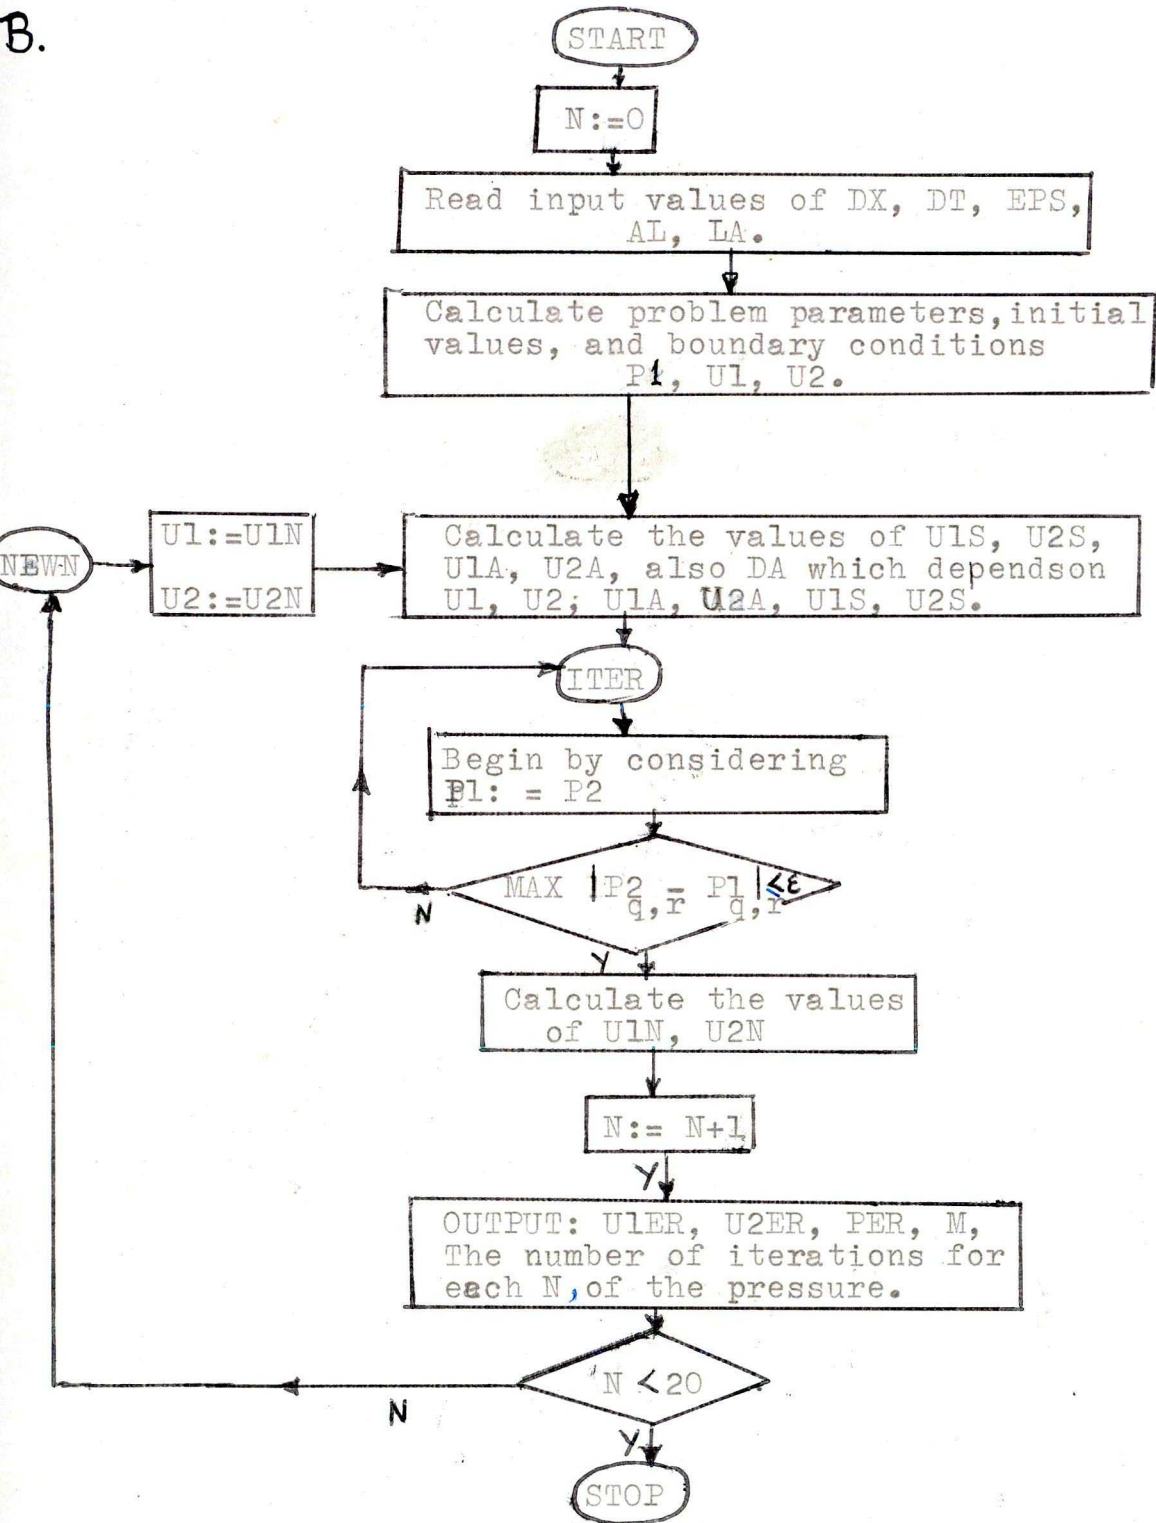 B.
START
N:=0
Read input values of DX, DT, EPS,
AL, LA.
Calculate problem parameters, initial
values, and boundary conditions
P1, U1, U2.
NEW-N
U1:=U1N
U2:=U2N
Calculate the values of U1S, U2S,
U1A, U2A, also DA which dependson
U1, U2; U1A, U2A, U1S, U2S.
ITER
Begin by considering
P1: = P2
MAX |P2q,r - P1q,r| ≤ε
N
Y
Calculate the values
of U1N, U2N
N:= N+1
Y
OUTPUT: U1ER, U2ER, PER, M,
The number of iterations for
each N, of the pressure.
N <20
N
Y
STOP